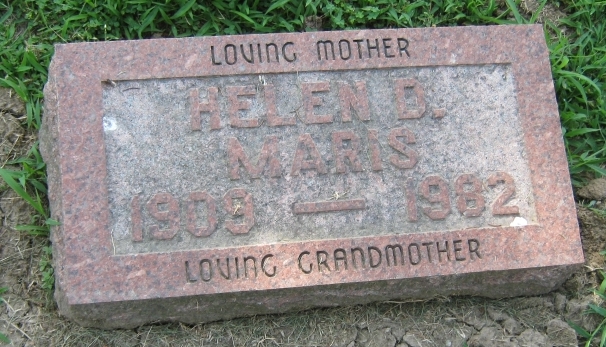 LOVING MOTHER
HELEN D.
MARIS
1909 — 1982
LOVING GRANDMOTHER